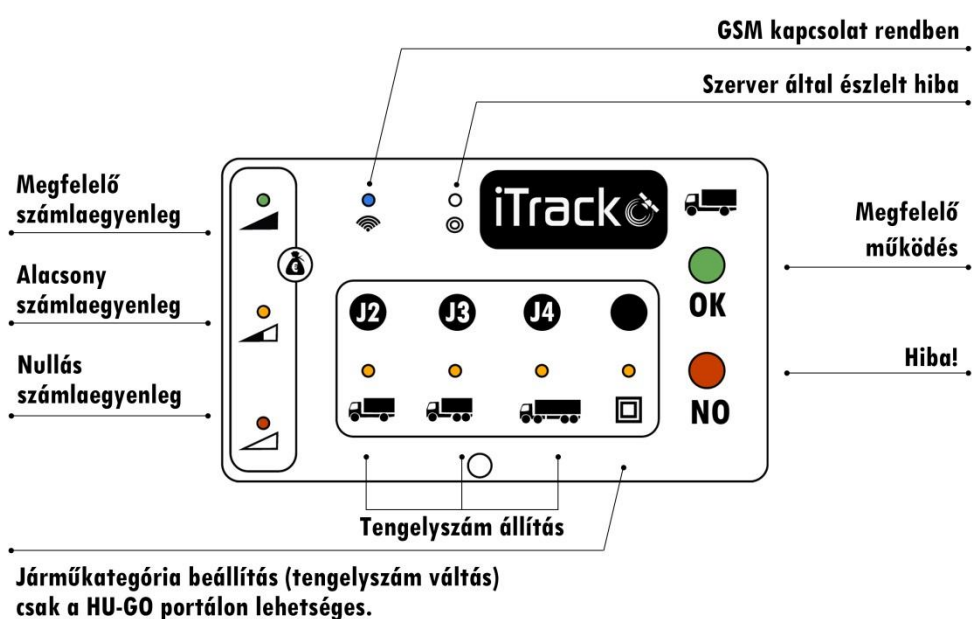 GSM kapcsolat rendben
Szerver által észlelt hiba
Megfelelő
számlaegyenleg
Alacsony
számlaegyenleg
Nullás
számlaegyenleg
€
iTrack
J2
J3
J4
OK
NO
Megfelelő
működés
Hiba!
Tengelyszám állítás
Járműkategória beállítás (tengelyszám váltás)
csak a HU-GO portálon lehetséges.